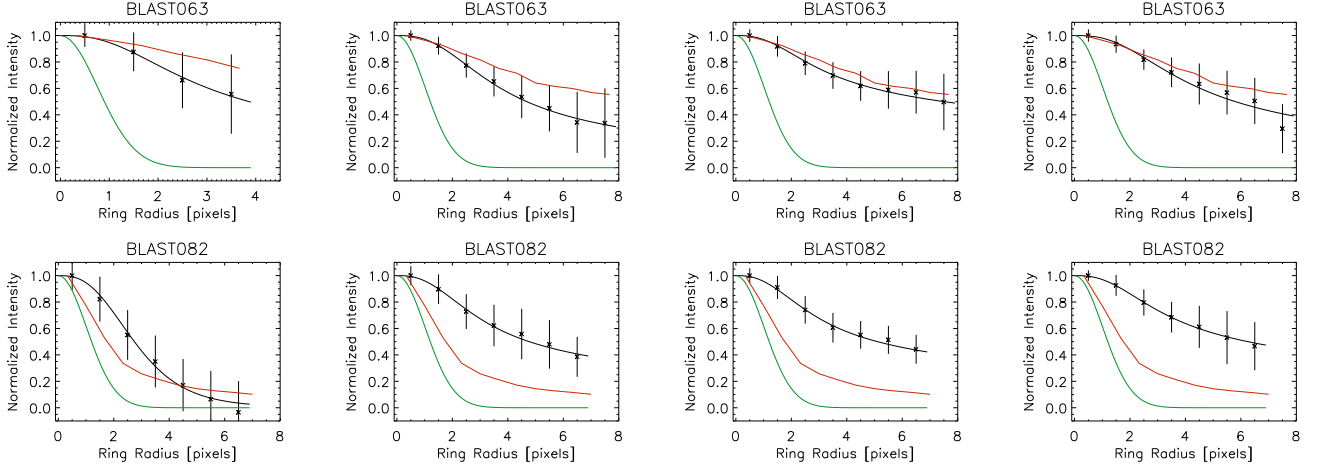 BLAST063 BLAST063 BLAST063 BLAST063
Normalized Intensity Normalized Intensity Normalized Intensity Normalized Intensity
1.0 1.0 1.0 1.0
0.8 0.8 0.8 0.8
0.6 0.6 0.6 0.6
0.4 0.4 0.4 0.4
0.2 0.2 0.2 0.2
0.0 0.0 0.0 0.0
0 1 2 3 4 0 2 4 6 8 0 2 4 6 8 0 2 4 6 8
Ring Radius [pixels] Ring Radius [pixels] Ring Radius [pixels] Ring Radius [pixels]
BLAST082 BLAST082 BLAST082 BLAST082
Normalized Intensity Normalized Intensity Normalized Intensity Normalized Intensity
1.0 1.0 1.0 1.0
0.8 0.8 0.8 0.8
0.6 0.6 0.6 0.6
0.4 0.4 0.4 0.4
0.2 0.2 0.2 0.2
0.0 0.0 0.0 0.0
0 2 4 6 8 0 2 4 6 8 0 2 4 6 8 0 2 4 6 8
Ring Radius [pixels] Ring Radius [pixels] Ring Radius [pixels] Ring Radius [pixels]